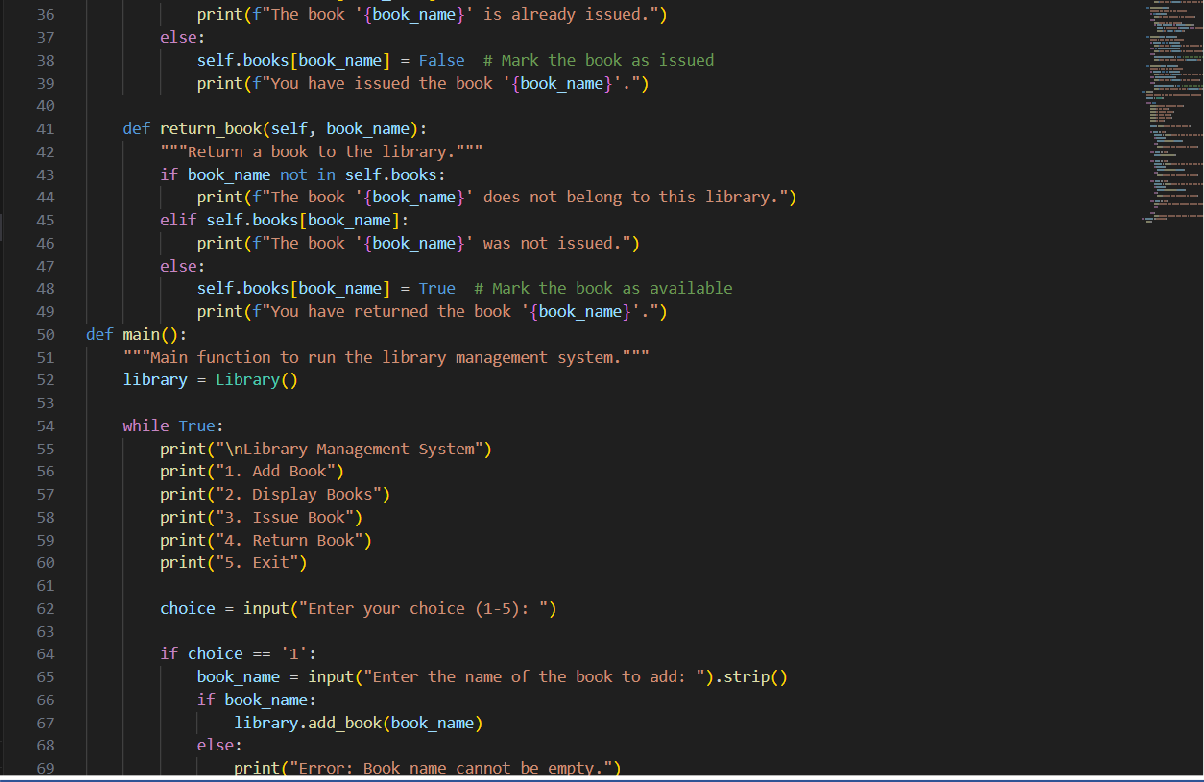 36 print(f"The book '{book_name}' is already issued.")
37 else:
38 self.books[book_name] = False  # Mark the book as issued
39 print(f"You have issued the book '{book_name}'.")
40
41 def return_book(self, book_name):
42 """Return a book to the library."""
43 if book_name not in self.books:
44 print(f"The book '{book_name}' does not belong to this library.")
45 elif self.books[book_name]:
46 print(f"The book '{book_name}' was not issued.")
47 else:
48 self.books[book_name] = True  # Mark the book as available
49 print(f"You have returned the book '{book_name}'.")
50 def main():
51 """Main function to run the library management system."""
52 library = Library()
53
54 while True:
55 print("\nLibrary Management System")
56 print("1. Add Book")
57 print("2. Display Books")
58 print("3. Issue Book")
59 print("4. Return Book")
60 print("5. Exit")
61
62 choice = input("Enter your choice (1-5): ")
63
64 if choice == '1':
65 book_name = input("Enter the name of the book to add: ").strip()
66 if book_name:
67 library.add_book(book_name)
68 else:
69 print("Error: Book name cannot be empty.")